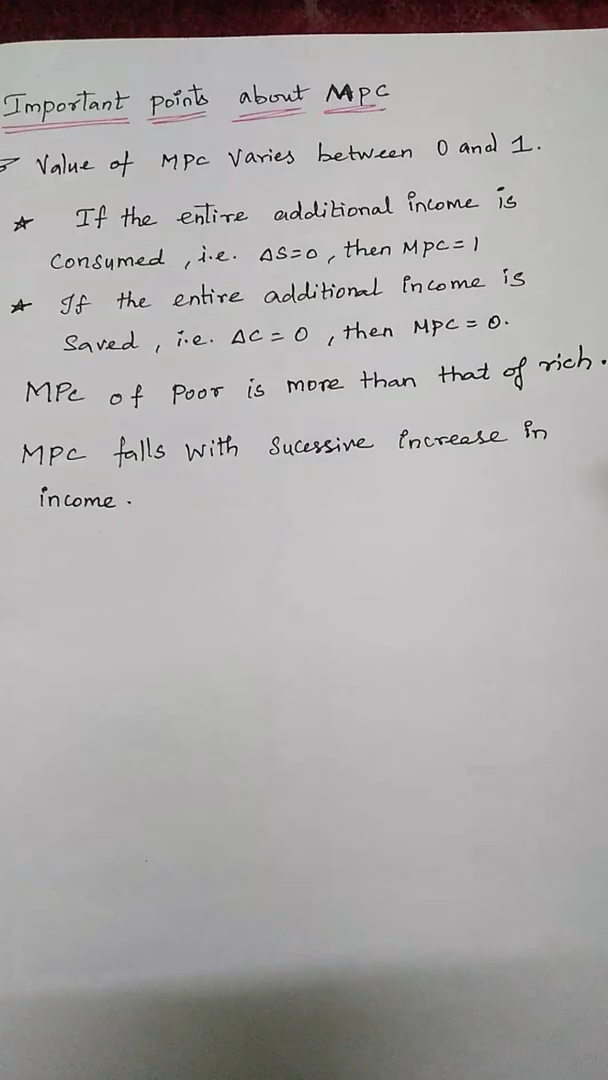 Important points about MPC
Value of MPC Varies between 0 and 1.
☆ If the entire additional income is
Consumed, i.e. ΔS=0, then MPC=1
☆ If the entire additional income is
Saved, i.e. ΔC = 0, then MPC = 0.
MPC of Poor is more than that of rich.
MPC falls with Sucessive increase in
income.